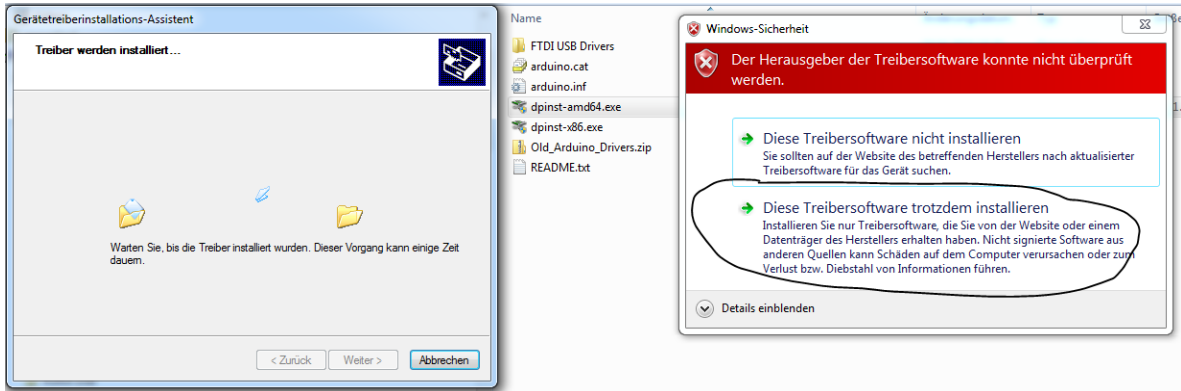 Gerätetreiberinstallations-Assistent
Treiber werden installiert...
Warten Sie, bis die Treiber installiert wurden. Dieser Vorgang kann einige Zeit
dauern.
< Zurück
Weiter >
Abbrechen
Name
FTDI USB Drivers
arduino.cat
arduino.inf
dpinst-amd64.exe
dpinst-x86.exe
Old_Arduino_Drivers.zip
README.txt
Windows-Sicherheit
Der Herausgeber der Treibersoftware konnte nicht überprüft
werden.
Diese Treibersoftware nicht installieren
Sie sollten auf der Website des betreffenden Herstellers nach aktualisierter
Treibersoftware für das Gerät suchen.
Diese Treibersoftware trotzdem installieren
Installieren Sie nur Treibersoftware, die Sie von der Website oder einem
Datenträger des Herstellers erhalten haben. Nicht signierte Software aus
anderen Quellen kann Schäden auf dem Computer verursachen oder zum
Verlust bzw. Diebstahl von Informationen führen.
Details einblenden